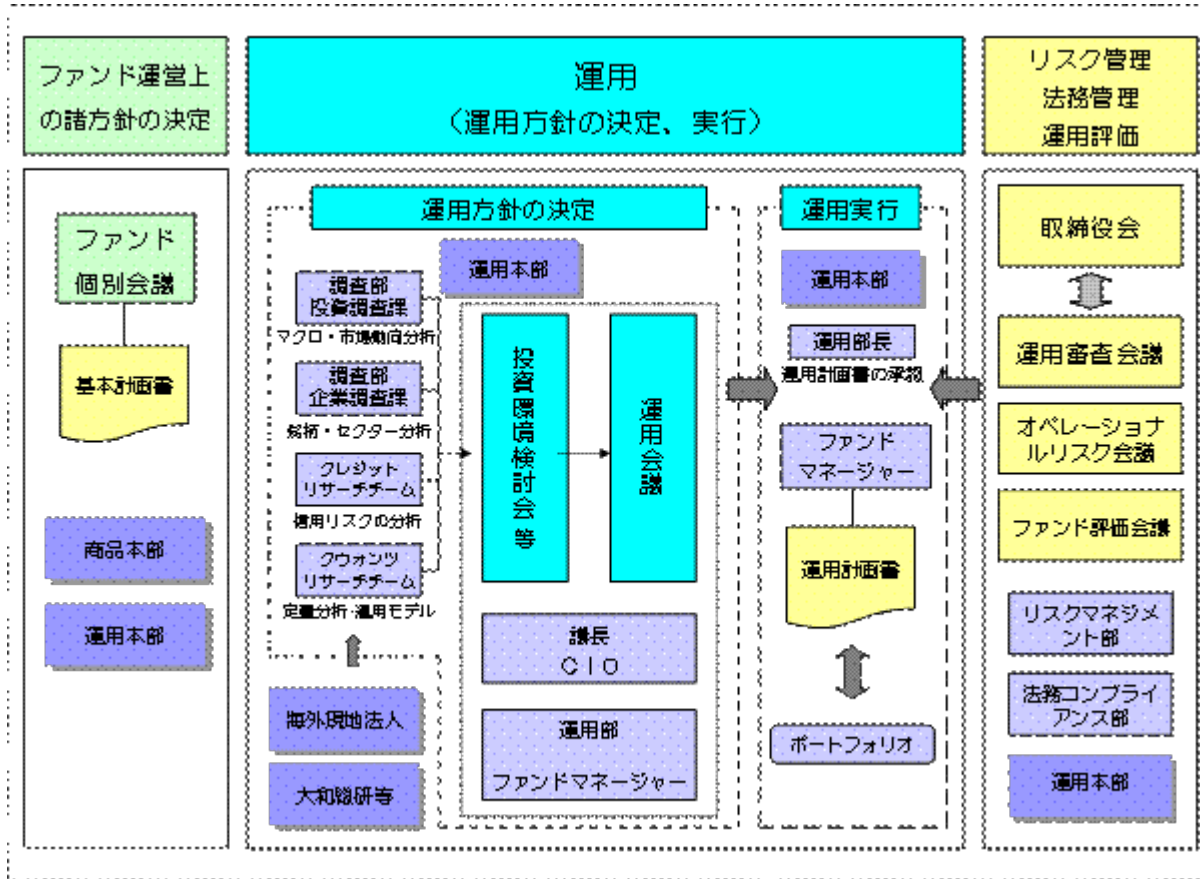 ファンド運営上
の諸方針の決定
運用
(運用方針の決定、実行)
リスク管理
法務管理
運用評価
ファンド
個別会議
基本計画書
商品本部
運用本部
運用方針の決定
運用本部
調査部
投資調査課
マクロ・市場動向分析
調査部
企業調査課
銘柄・セクター分析
クレジット
リサーチチーム
信用リスクの分析
クウォンツ
リサーチチーム
定量分析・運用モデル
海外現地法人
大和総研等
投資環境検討会等
運用会議
議長
CIO
運用部
ファンドマネージャー
運用実行
運用本部
運用部長
運用計画書の承認
ファンド
マネージャー
運用計画書
ポートフォリオ
取締役会
運用審査会議
オペレーショナ
ルリスク会議
ファンド評価会議
リスクマネジメ
ント部
法務コンプライ
アンス部
運用本部